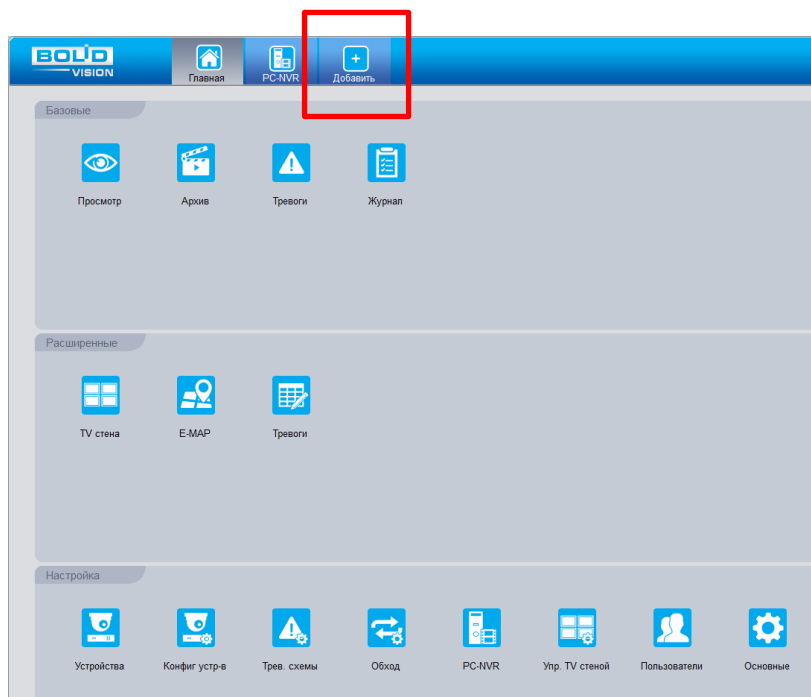 BOLID
VISION
Главная
PC-NVR
Добавить
Базовые
Просмотр
Архив
Тревоги
Журнал
Расширенные
TV стена
E-MAP
Тревоги
Настройка
Устройства
Конфиг устр-в
Трев. схемы
Обход
PC-NVR
Упр. TV стеной
Пользователи
Основные